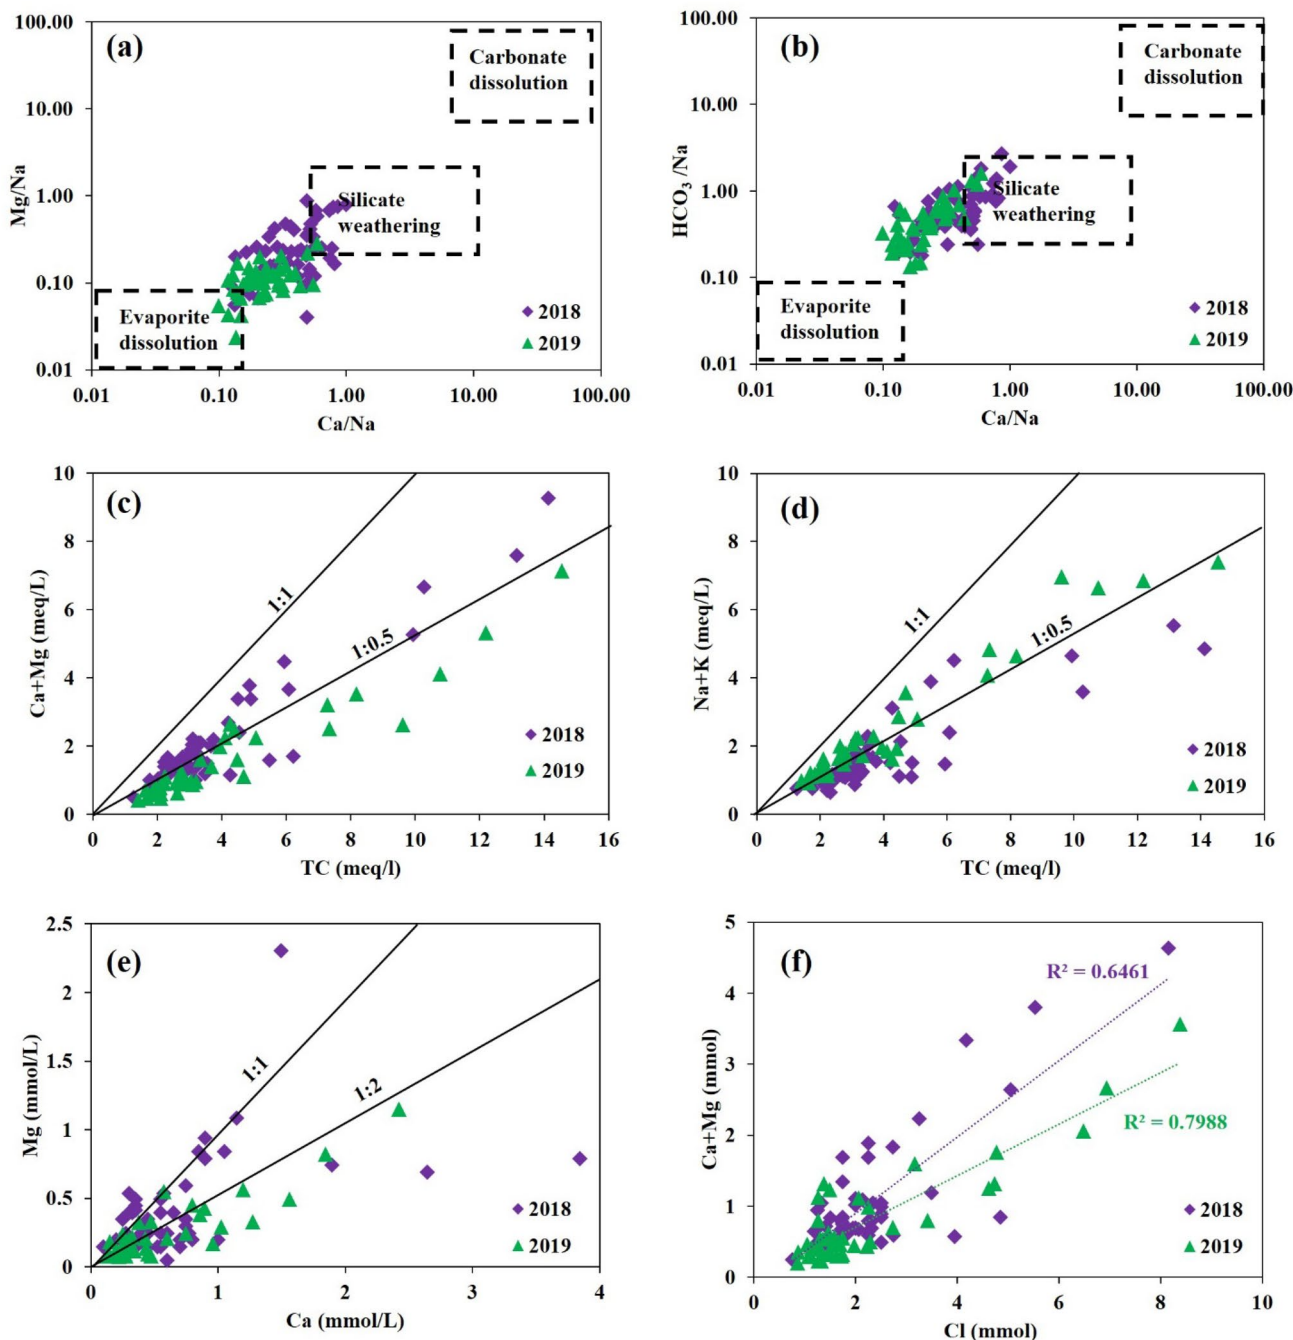 (a)
100.00
10.00
1.00
0.10
0.01
Mg/Na
Carbonate
dissolution
Silicate
weathering
Evaporite
dissolution
2018
2019
0.01 0.10 1.00 10.00 100.00
Ca/Na
(b)
100.00
10.00
1.00
0.10
0.01
HCO3 /Na
Carbonate
dissolution
Silicate
weathering
Evaporite
dissolution
2018
2019
0.01 0.10 1.00 10.00 100.00
Ca/Na
(c)
10
8
6
4
2
0
Ca+Mg (meq/L)
1:1
1:0.5
2018
2019
0 2 4 6 8 10 12 14 16
TC (meq/l)
(d)
10
8
6
4
2
0
Na+K (meq/L)
1:1
1:0.5
2018
2019
0 2 4 6 8 10 12 14 16
TC (meq/l)
(e)
2.5
2
1.5
1
0.5
0
Mg (mmol/L)
1:1
1:2
2018
2019
0 1 2 3 4
Ca (mmol/L)
(f)
5
4
3
2
1
0
Ca+Mg (mmol)
R² = 0.6461
R² = 0.7988
2018
2019
0 2 4 6 8 10
Cl (mmol)